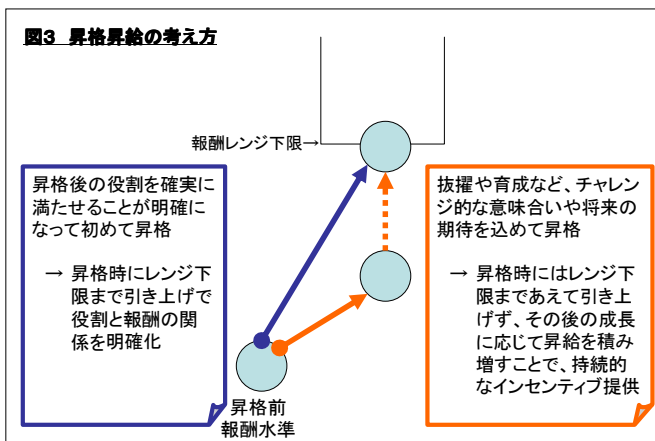 図3 昇格昇給の考え方
報酬レンジ下限→
昇格後の役割を確実に
満たせることが明確に
なって初めて昇格
→ 昇格時にレンジ下
限まで引き上げで
役割と報酬の関
係を明確化
抜擢や育成など、チャレン
ジ的な意味合いや将来の
期待を込めて昇格
→ 昇格時にはレンジ下
限まであえて引き上
げず、その後の成長
に応じて昇給を積み
増すことで、持続的
なインセンティブ提供
昇格前
報酬水準